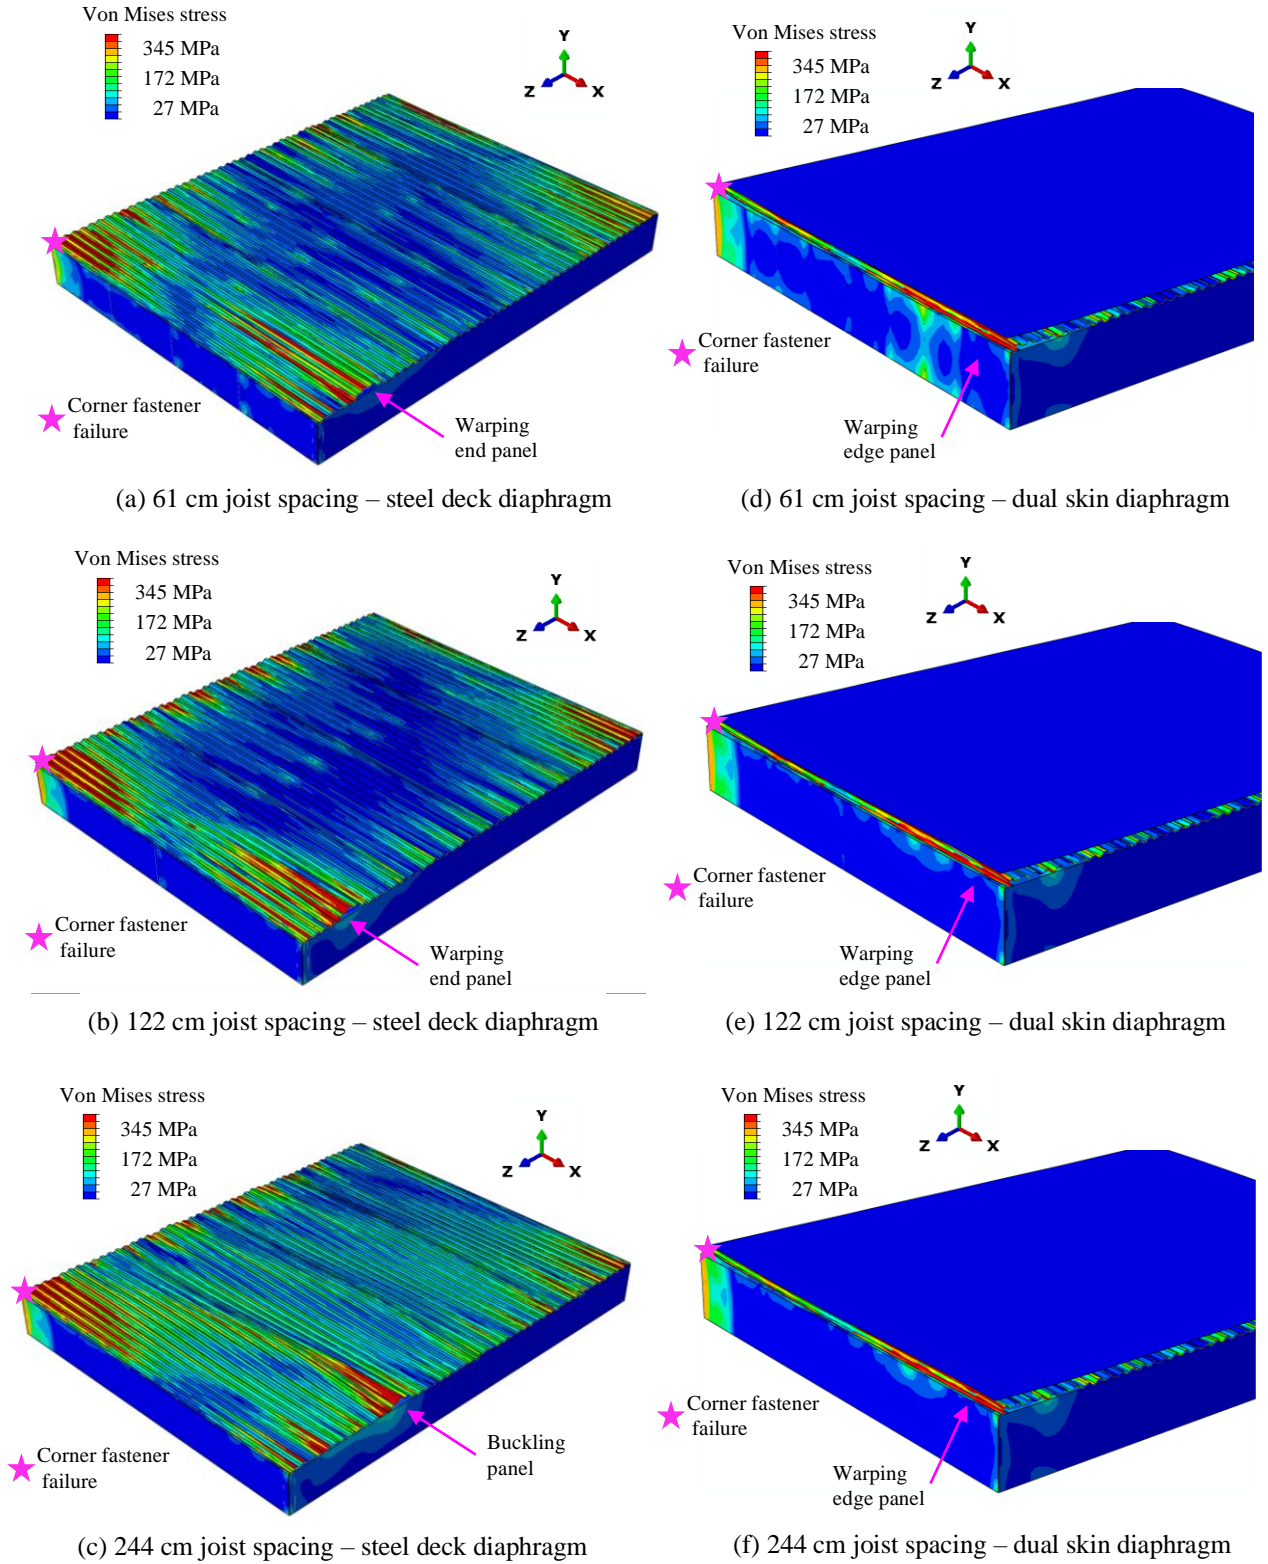 Von Mises stress
345 MPa
172 MPa
27 MPa
Y
Z
X
Corner fastener
failure
Warping
end panel
(a) 61 cm joist spacing – steel deck diaphragm
Von Mises stress
345 MPa
172 MPa
27 MPa
Y
Z
X
Corner fastener
failure
Warping
edge panel
(d) 61 cm joist spacing – dual skin diaphragm
Von Mises stress
345 MPa
172 MPa
27 MPa
Y
Z
X
Corner fastener
failure
Warping
end panel
(b) 122 cm joist spacing – steel deck diaphragm
Von Mises stress
345 MPa
172 MPa
27 MPa
Y
Z
X
Corner fastener
failure
Warping
edge panel
(e) 122 cm joist spacing – dual skin diaphragm
Von Mises stress
345 MPa
172 MPa
27 MPa
Y
Z
X
Corner fastener
failure
Buckling
panel
(c) 244 cm joist spacing – steel deck diaphragm
Von Mises stress
345 MPa
172 MPa
27 MPa
Y
Z
X
Corner fastener
failure
Warping
edge panel
(f) 244 cm joist spacing – dual skin diaphragm